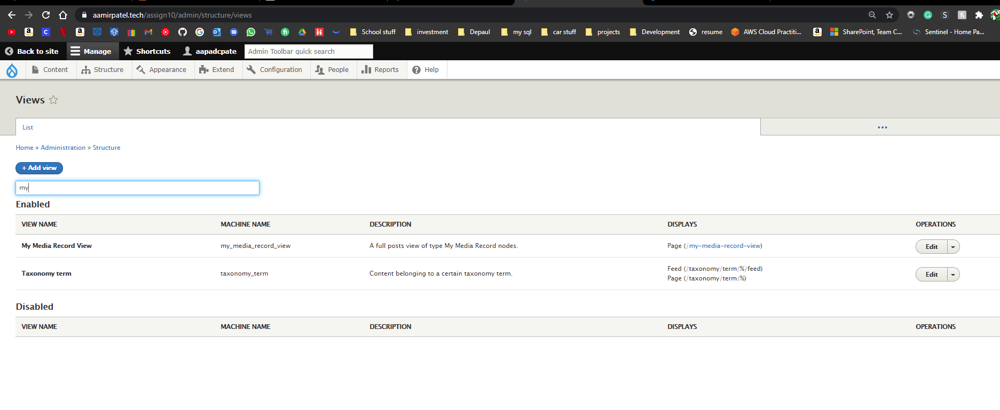 aamirpatel.tech/assign10/admin/structure/views
School stuff investment Depaul my sql car stuff projects Development resume AWS Cloud Practiti... SharePoint, Team C... Sentinel - Home Pa...
Back to site Manage Shortcuts aapadcpate Admin Toolbar quick search
Content Structure Appearance Extend Configuration People Reports Help
Views
List
Home » Administration » Structure
+ Add view
my
Enabled
VIEW NAME MACHINE NAME DESCRIPTION DISPLAYS OPERATIONS
My Media Record View my_media_record_view A full posts view of type My Media Record nodes. Page (/my-media-record-view) Edit
Taxonomy term taxonomy_term Content belonging to a certain taxonomy term. Feed (/taxonomy/term/%/feed) Edit
Page (/taxonomy/term/%)
Disabled
VIEW NAME MACHINE NAME DESCRIPTION DISPLAYS OPERATIONS